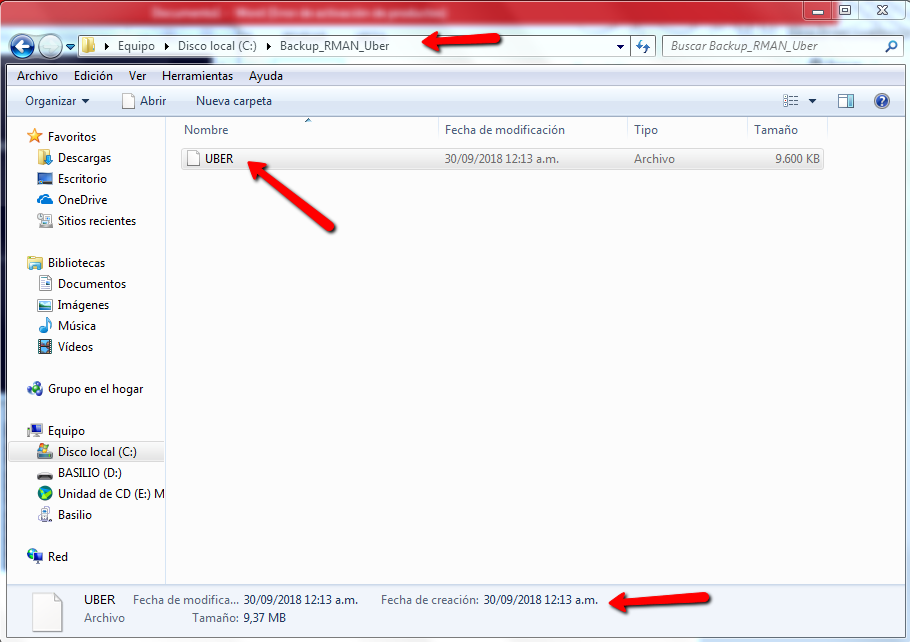 Equipo Disco local (C:) Backup_RMAN_Uber Buscar Backup_RMAN_Uber
Archivo Edición Ver Herramientas Ayuda
Organizar Abrir Nueva carpeta
Nombre Fecha de modificación Tipo Tamaño
UBER 30/09/2018 12:13 a.m. Archivo 9.600 KB
Favoritos
Descargas
Escritorio
OneDrive
Sitios recientes
Bibliotecas
Documentos
Imágenes
Música
Vídeos
Grupo en el hogar
Equipo
Disco local (C:)
BASILIO (D:)
Unidad de CD (E:) M
Basilio
Red
UBER Fecha de modifica... 30/09/2018 12:13 a.m. Fecha de creación: 30/09/2018 12:13 a.m.
Archivo Tamaño: 9,37 MB